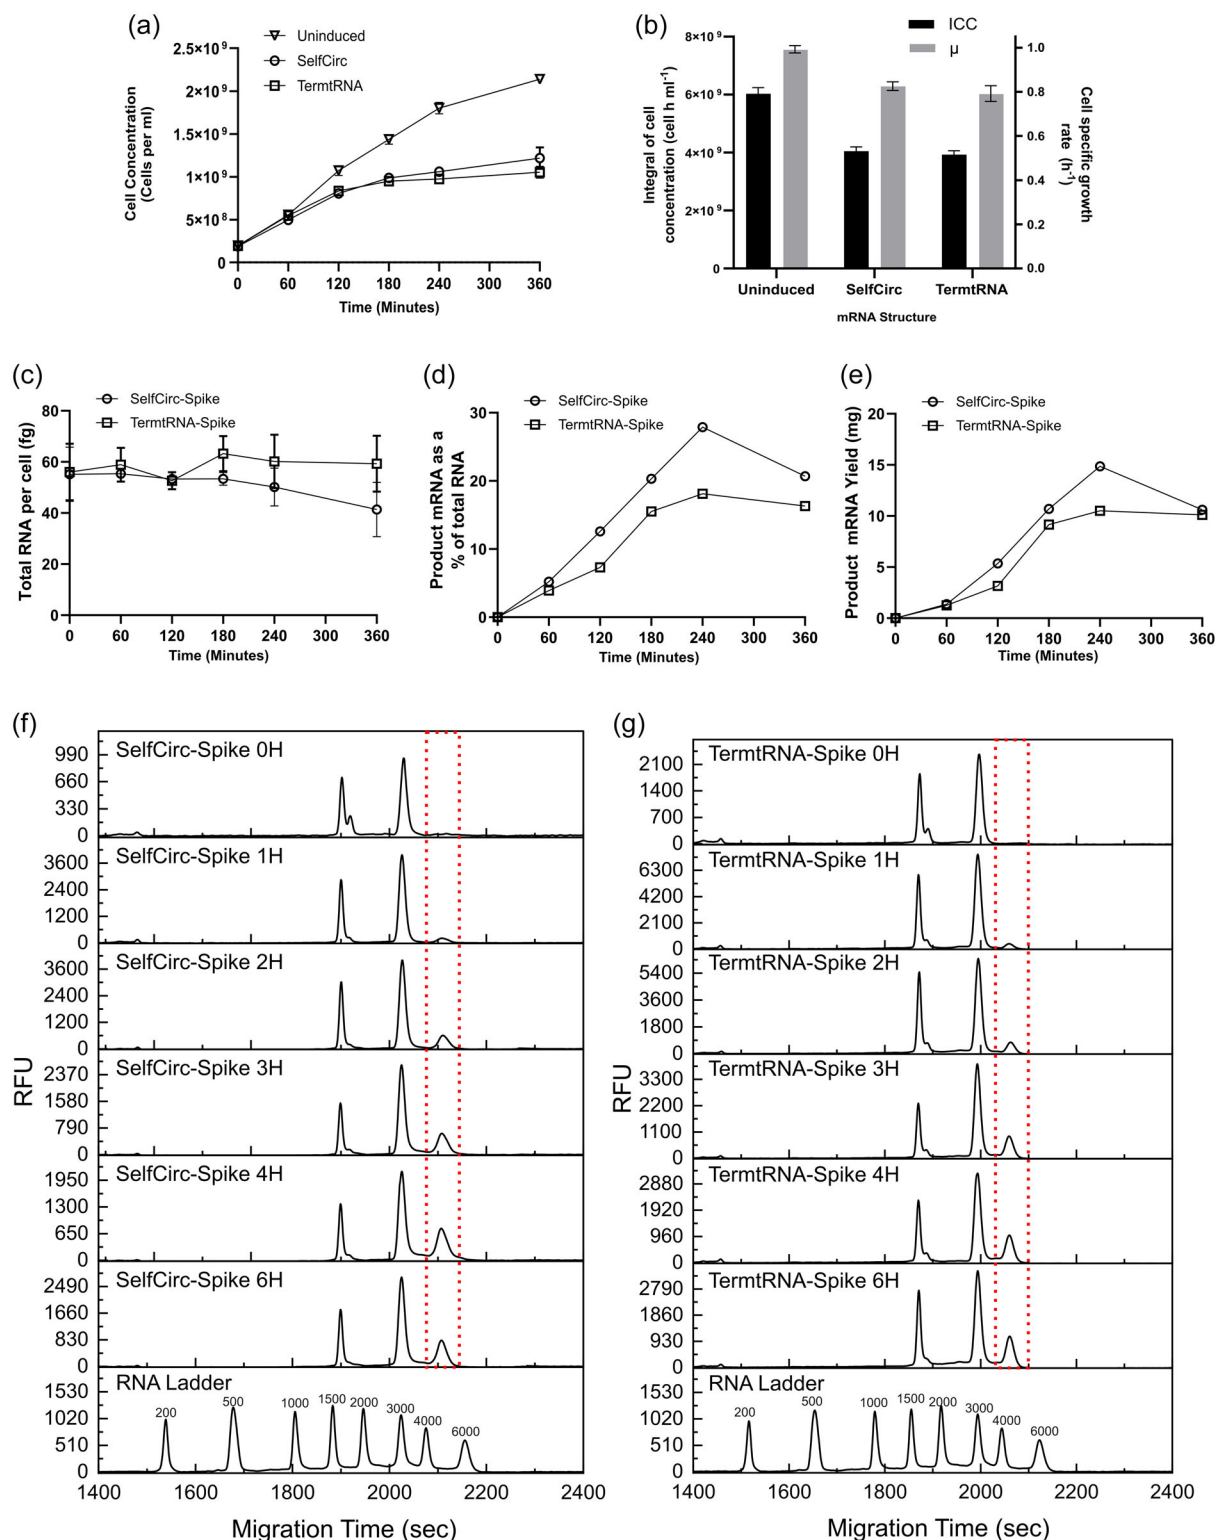 (a)
Uninduced
SelfCirc
TermtRNA
2.5×10⁹
2.0×10⁹
1.5×10⁹
1.0×10⁹
5×10⁸
0
Cell Concentration
(Cells per ml)
0 60 120 180 240 300 360
Time (Minutes)
(b)
ICC
μ
8×10⁹
6×10⁹
4×10⁹
2×10⁹
0
Integral of cell
concentration (cell h ml⁻¹)
1.0
0.8
0.6
0.4
0.2
0.0
Cell specific growth
rate (h⁻¹)
Uninduced SelfCirc TermtRNA
mRNA Structure
(c)
SelfCirc-Spike
TermtRNA-Spike
80
60
40
20
0
Total RNA per cell (fg)
0 60 120 180 240 300 360
Time (Minutes)
(d)
SelfCirc-Spike
TermtRNA-Spike
30
20
10
0
Product mRNA as a
% of total RNA
0 60 120 180 240 300 360
Time (Minutes)
(e)
SelfCirc-Spike
TermtRNA-Spike
20
15
10
5
0
Product mRNA Yield (mg)
0 60 120 180 240 300 360
Time (Minutes)
(f)
SelfCirc-Spike 0H
990
660
330
0
SelfCirc-Spike 1H
3600
2400
1200
0
SelfCirc-Spike 2H
3600
2400
1200
0
SelfCirc-Spike 3H
2370
1580
790
0
SelfCirc-Spike 4H
1950
1300
650
0
SelfCirc-Spike 6H
2490
1660
830
0
RNA Ladder
1530
1020
510
0
200 500 1000 1500 2000 3000 4000 6000
RFU
1400 1600 1800 2000 2200 2400
Migration Time (sec)
(g)
TermtRNA-Spike 0H
2100
1400
700
0
TermtRNA-Spike 1H
6300
4200
2100
0
TermtRNA-Spike 2H
5400
3600
1800
0
TermtRNA-Spike 3H
3300
2200
1100
0
TermtRNA-Spike 4H
2880
1920
960
0
TermtRNA-Spike 6H
2790
1860
930
0
RNA Ladder
1530
1020
510
0
200 500 1000 1500 2000 3000 4000 6000
RFU
1400 1600 1800 2000 2200 2400
Migration Time (sec)